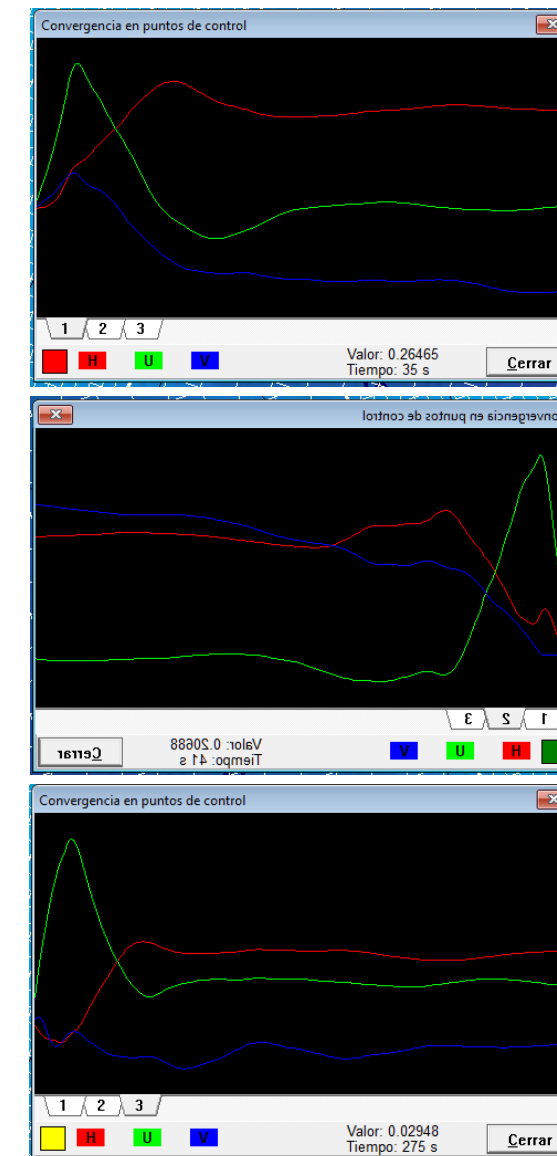 Convergencia en puntos de control
1 2 3
H U V
Valor: 0.26465
Tiempo: 35 s
Cerrar
onvergencia en puntos de control
1 2 3
H U V
Valor: 0.20688
Tiempo: 41 s
Cerrar
Convergencia en puntos de control
1 2 3
H U V
Valor: 0.02948
Tiempo: 275 s
Cerrar